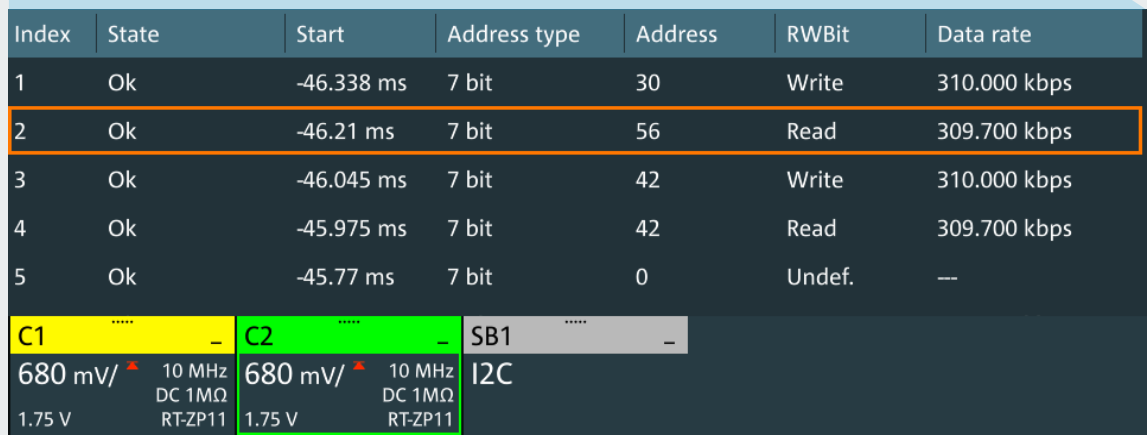 Index State Start Address type Address RWBit Data rate
1 Ok -46.338 ms 7 bit 30 Write 310.000 kbps
2 Ok -46.21 ms 7 bit 56 Read 309.700 kbps
3 Ok -46.045 ms 7 bit 42 Write 310.000 kbps
4 Ok -45.975 ms 7 bit 42 Read 309.700 kbps
5 Ok -45.77 ms 7 bit 0 Undef. ---
C1 C2 SB1
680 mV/ 10 MHz 680 mV/ 10 MHz I2C
DC 1MΩ DC 1MΩ
1.75 V RT-ZP11 1.75 V RT-ZP11